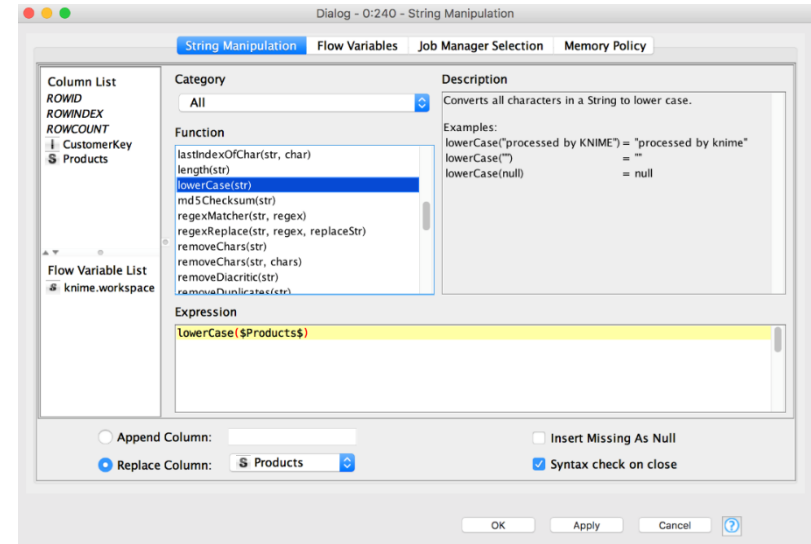 Dialog - 0:240 - String Manipulation
String Manipulation Flow Variables Job Manager Selection Memory Policy
Column List
ROWID
ROWINDEX
ROWCOUNT
I CustomerKey
S Products
Flow Variable List
s knime.workspace
Category
All
Function
lastIndexOfChar(str, char)
length(str)
lowerCase(str)
md5Checksum(str)
regexMatcher(str, regex)
regexReplace(str, regex, replaceStr)
removeChars(str)
removeChars(str, chars)
removeDiacritic(str)
removeDuplicates(str)
Description
Converts all characters in a String to lower case.
Examples:
lowerCase("processed by KNIME") = "processed by knime"
lowerCase("") = ""
lowerCase(null) = null
Expression
lowerCase($Products$)
Append Column:
Insert Missing As Null
Replace Column: S Products
Syntax check on close
OK Apply Cancel ?